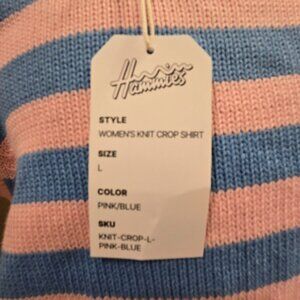 Hammies
STYLE
WOMEN'S KNIT CROP SHIRT
SIZE
L
COLOR
PINK/BLUE
SKU
KNIT-CROP-L-
PINK-BLUE